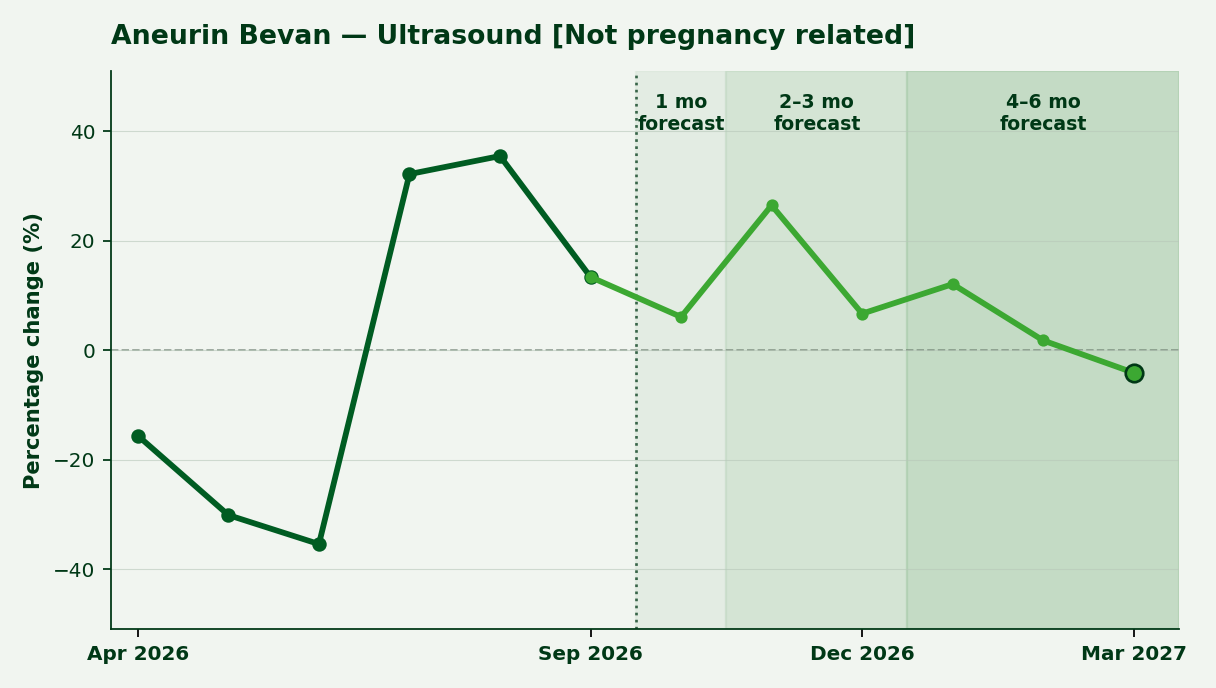 Aneurin Bevan — Ultrasound [Not pregnancy related]
1 mo
forecast
2–3 mo
forecast
4–6 mo
forecast
Percentage change (%)
40
20
0
−20
−40
Apr 2026
Sep 2026
Dec 2026
Mar 2027